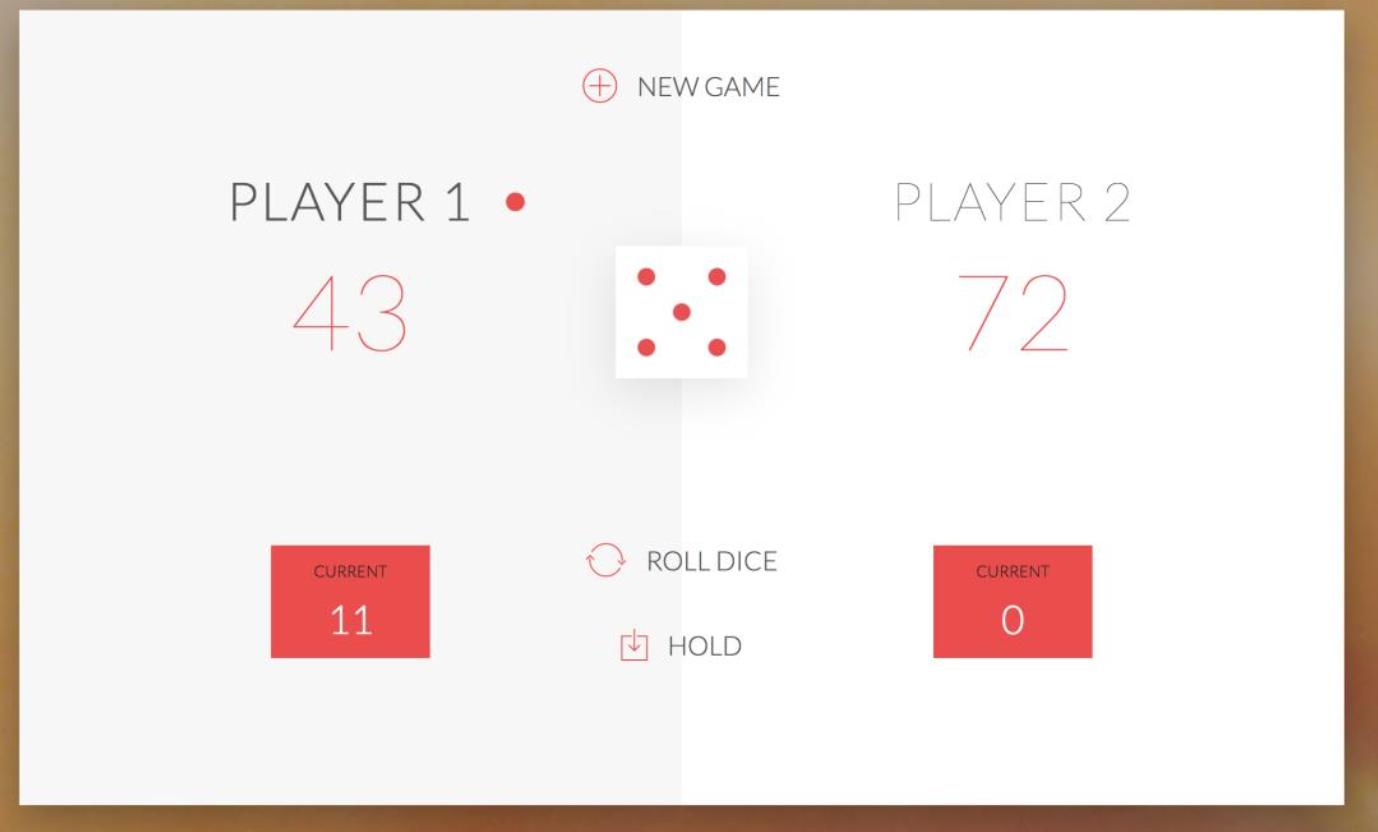 NEW GAME
PLAYER 1
43
PLAYER 2
72
CURRENT
11
ROLL DICE
HOLD
CURRENT
0